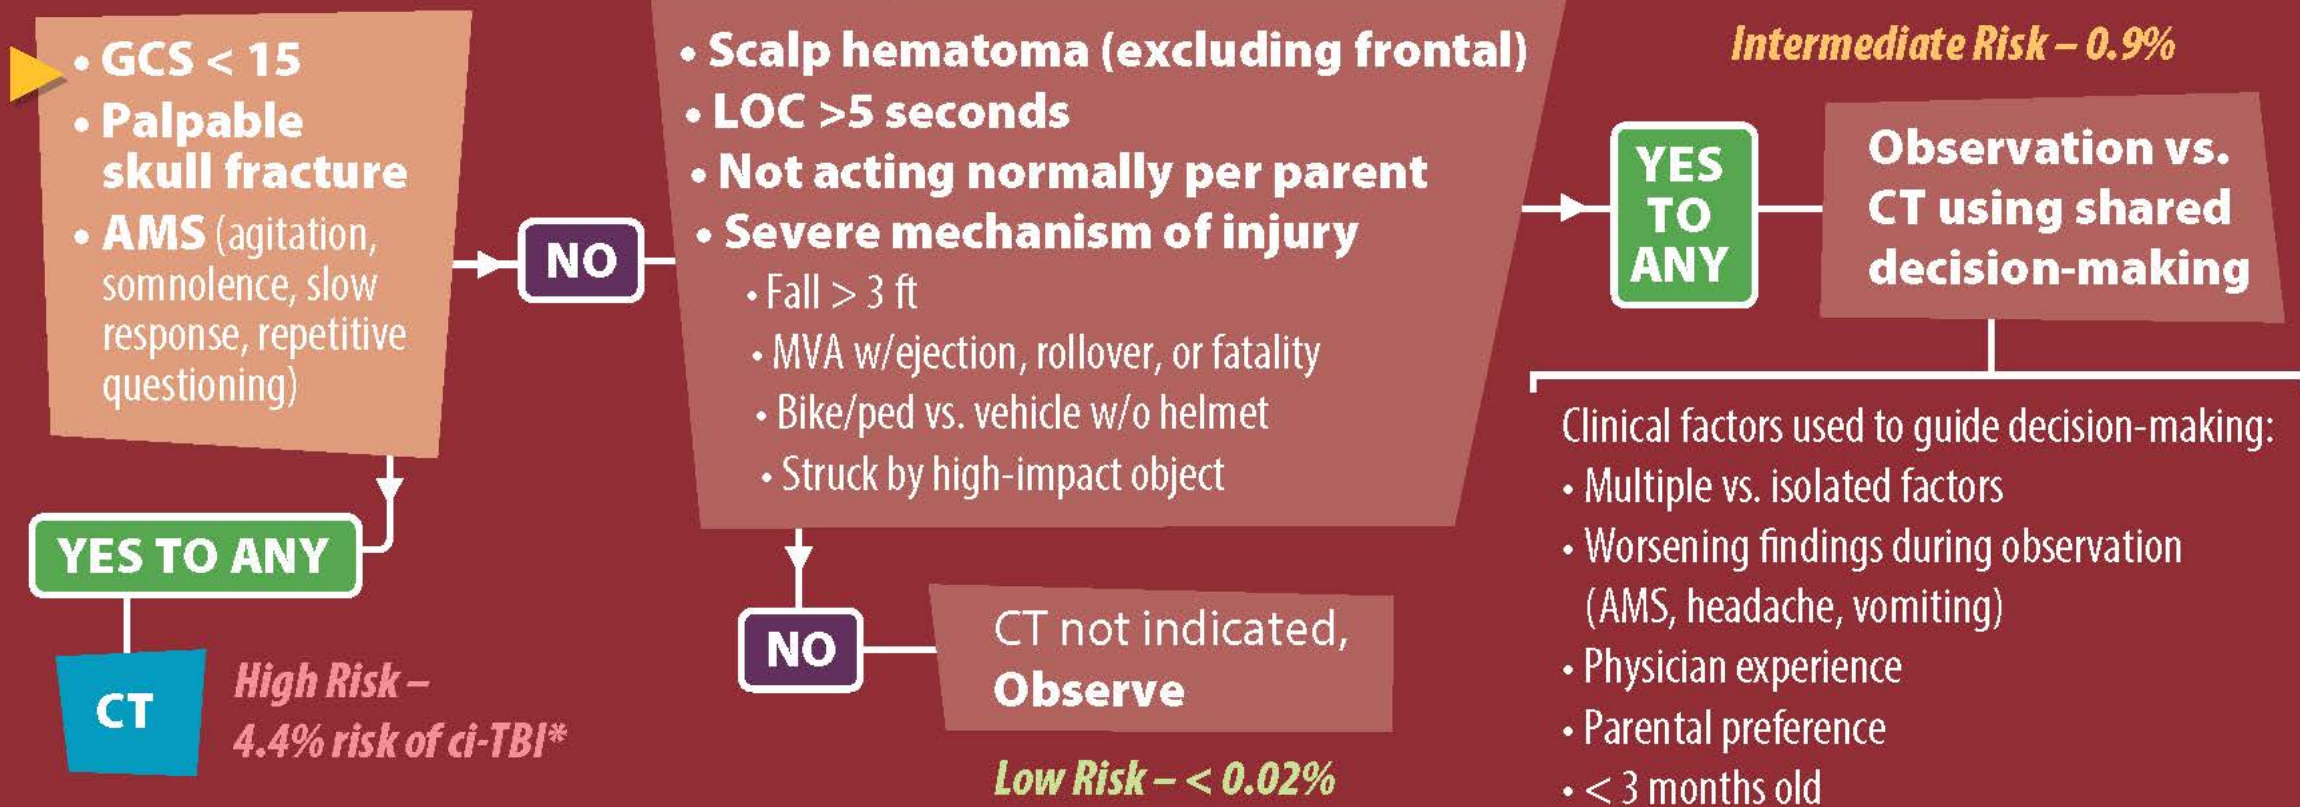 • GCS < 15
• Palpable
skull fracture
• AMS (agitation,
somnolence, slow
response, repetitive
questioning)
YES TO ANY
CT
High Risk –
4.4% risk of ci-TBI*
NO
• Scalp hematoma (excluding frontal)
• LOC >5 seconds
• Not acting normally per parent
• Severe mechanism of injury
• Fall > 3 ft
• MVA w/ejection, rollover, or fatality
• Bike/ped vs. vehicle w/o helmet
• Struck by high-impact object
NO
CT not indicated,
Observe
Low Risk – < 0.02%
Intermediate Risk – 0.9%
YES
TO
ANY
Observation vs.
CT using shared
decision-making
Clinical factors used to guide decision-making:
• Multiple vs. isolated factors
• Worsening findings during observation
(AMS, headache, vomiting)
• Physician experience
• Parental preference
• < 3 months old